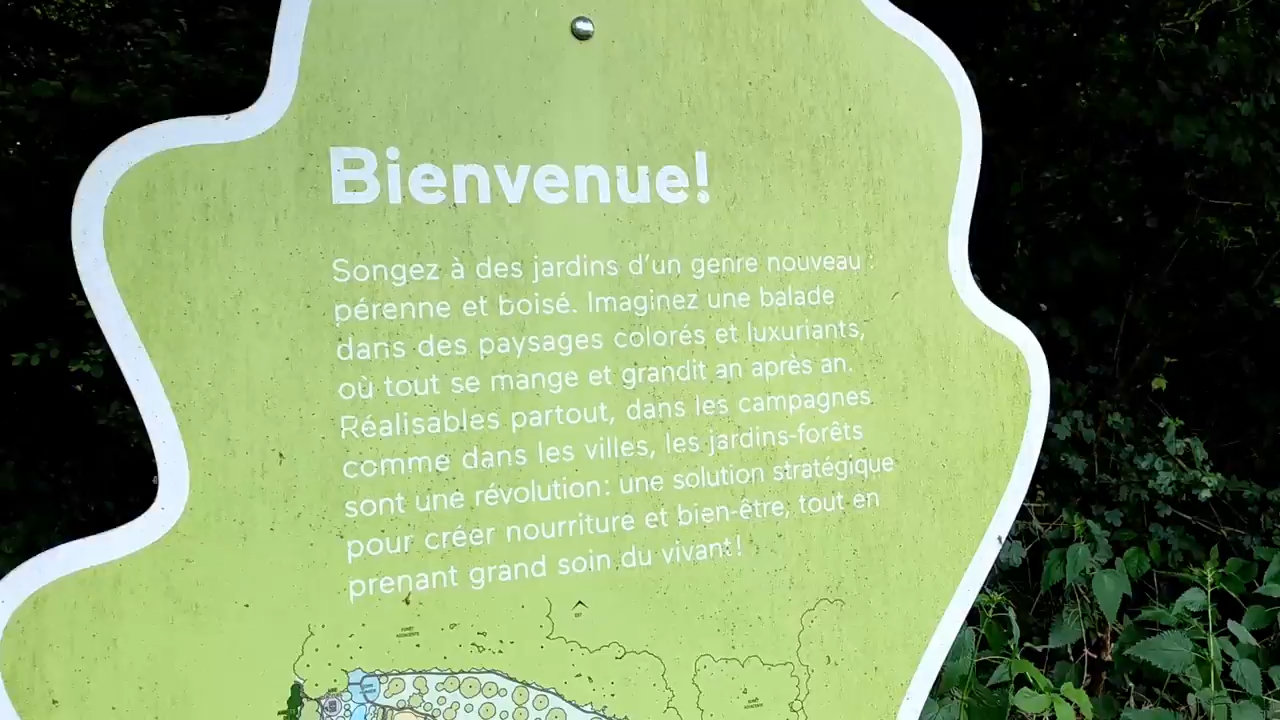 Bienvenue!
Songez à des jardins d'un genre nouveau :
pérenne et boisé. Imaginez une balade
dans des paysages colorés et luxuriants,
où tout se mange et grandit an après an.
Réalisables partout, dans les campagnes
comme dans les villes, les jardins-forêts
sont une révolution: une solution stratégique
pour créer nourriture et bien-être, tout en
prenant grand soin du vivant!